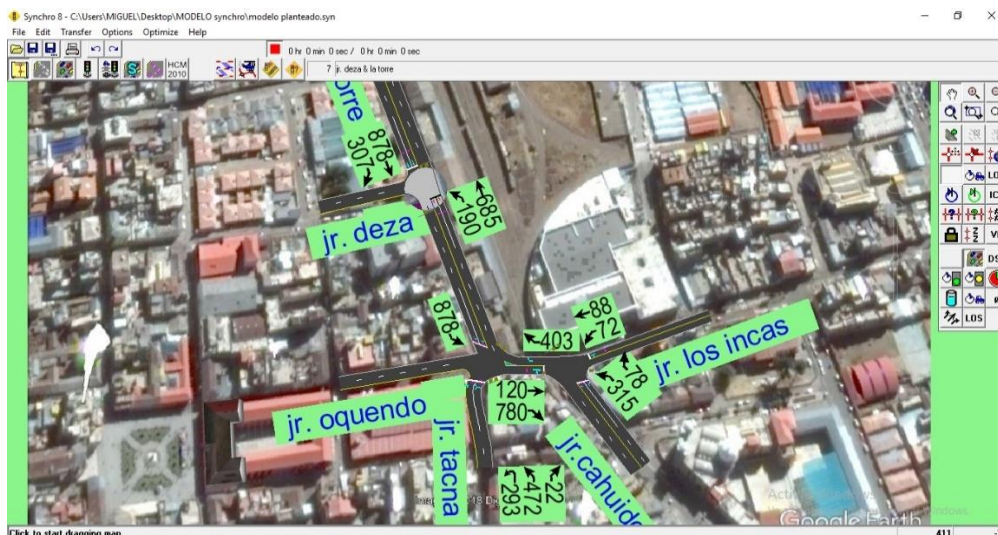 Synchro 8 - C:\Users\MIGUEL\Desktop\MODELO synchro\modelo planteado.syn
File Edit Transfer Options Optimize Help
0 hr 0 min 0 sec / 0 hr 0 min 0 sec
HCM
2010
7 jr. deza & la torre
orre
878
307
685
190
jr. deza
878
88
72
403
jr. los incas
78
315
120
780
jr. oquendo
jr. tacna
jr.cahuide
293
472
22
Google Earth
LOS
Click to start dragging map
411